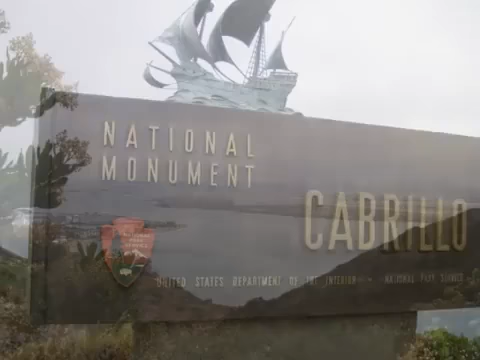 NATIONAL
MONUMENT
CABRILLO
UNITED STATES DEPARTMENT OF THE INTERIOR - NATIONAL PARK SERVICE